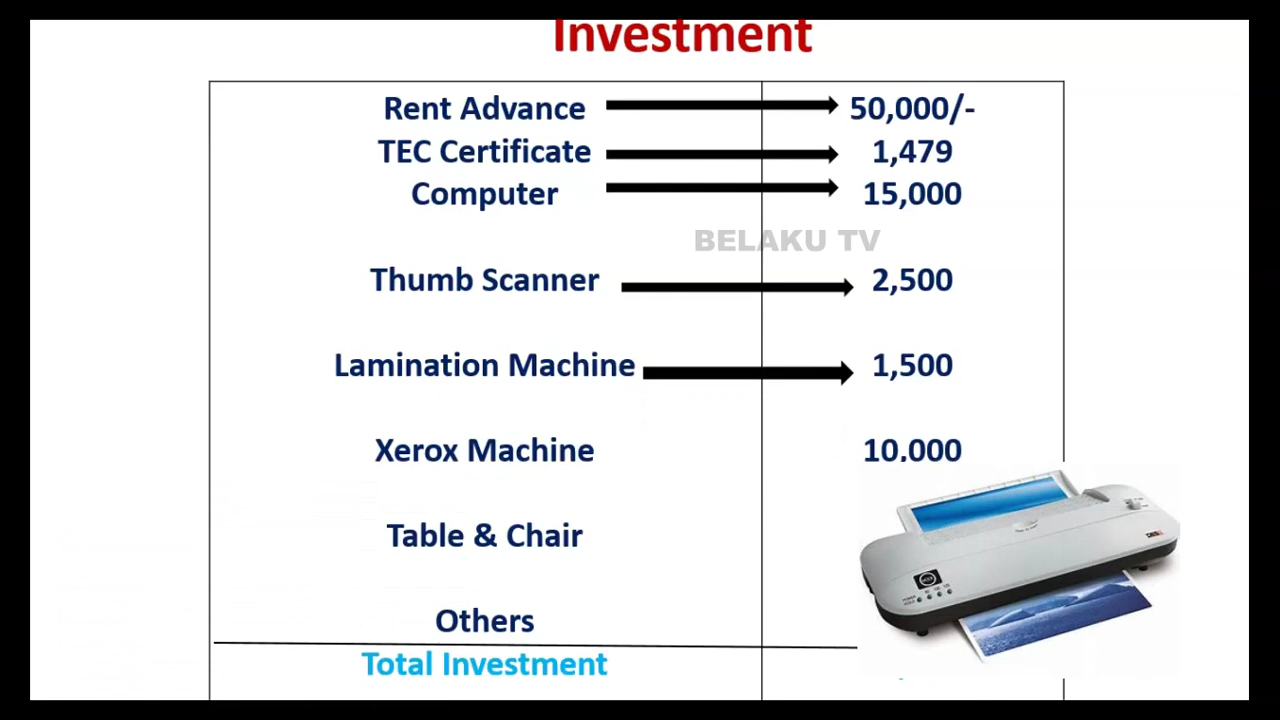 Investment
Rent Advance 50,000/-
TEC Certificate 1,479
Computer 15,000
BELAKU TV
Thumb Scanner 2,500
Lamination Machine 1,500
Xerox Machine 10,000
Table & Chair
Others
Total Investment